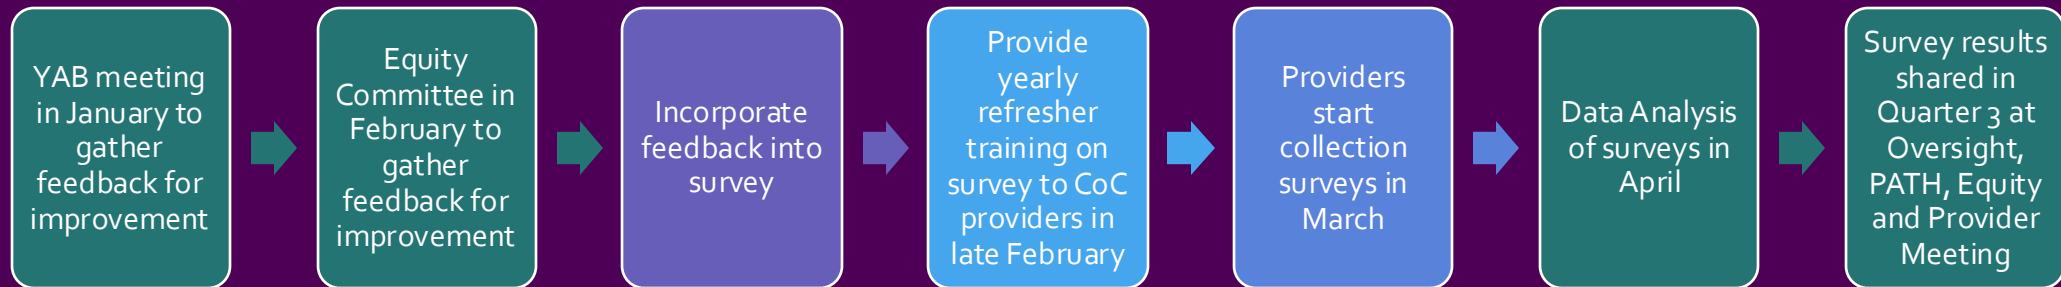 YAB meeting
in January to
gather
feedback for
improvement
Equity
Committee in
February to
gather
feedback for
improvement
Incorporate
feedback into
survey
Provide
yearly
refresher
training on
survey to CoC
providers in
late February
Providers
start
collection
surveys in
March
Data Analysis
of surveys in
April
Survey results
shared in
Quarter 3 at
Oversight,
PATH, Equity
and Provider
Meeting